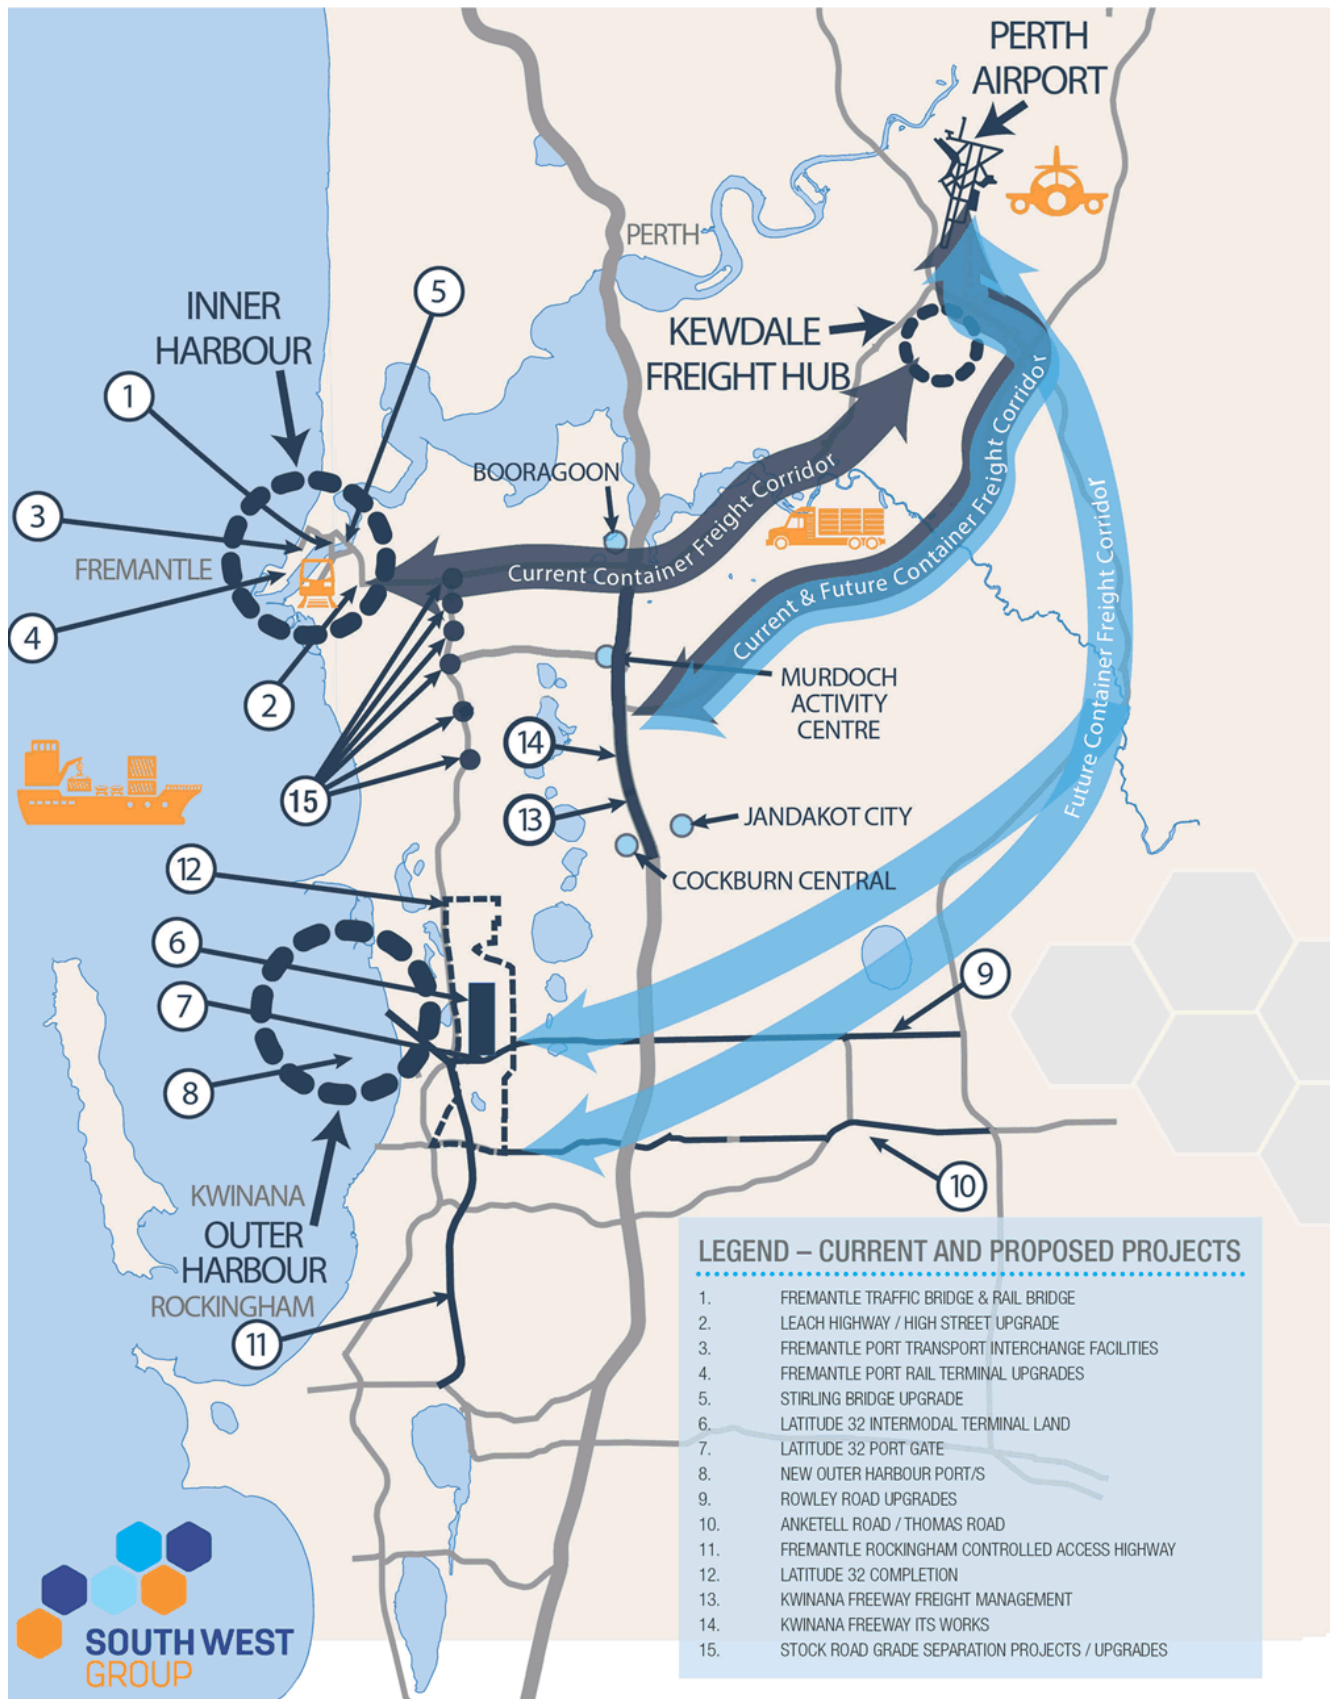 PERTH
AIRPORT
PERTH
5
INNER
HARBOUR
KEWDALE
FREIGHT HUB
1
BOORAGOON
3
FREMANTLE
4
2
Current Container Freight Corridor
Current & Future Container Freight Corridor
Future Container Freight Corridor
MURDOCH
ACTIVITY
CENTRE
14
15
13
JANDAKOT CITY
12
COCKBURN CENTRAL
6
9
7
8
10
KWINANA
OUTER
HARBOUR
ROCKINGHAM
11
LEGEND – CURRENT AND PROPOSED PROJECTS
1. FREMANTLE TRAFFIC BRIDGE & RAIL BRIDGE
2. LEACH HIGHWAY / HIGH STREET UPGRADE
3. FREMANTLE PORT TRANSPORT INTERCHANGE FACILITIES
4. FREMANTLE PORT RAIL TERMINAL UPGRADES
5. STIRLING BRIDGE UPGRADE
6. LATITUDE 32 INTERMODAL TERMINAL LAND
7. LATITUDE 32 PORT GATE
8. NEW OUTER HARBOUR PORT/S
9. ROWLEY ROAD UPGRADES
10. ANKETELL ROAD / THOMAS ROAD
11. FREMANTLE ROCKINGHAM CONTROLLED ACCESS HIGHWAY
12. LATITUDE 32 COMPLETION
13. KWINANA FREEWAY FREIGHT MANAGEMENT
14. KWINANA FREEWAY ITS WORKS
15. STOCK ROAD GRADE SEPARATION PROJECTS / UPGRADES
SOUTH WEST
GROUP